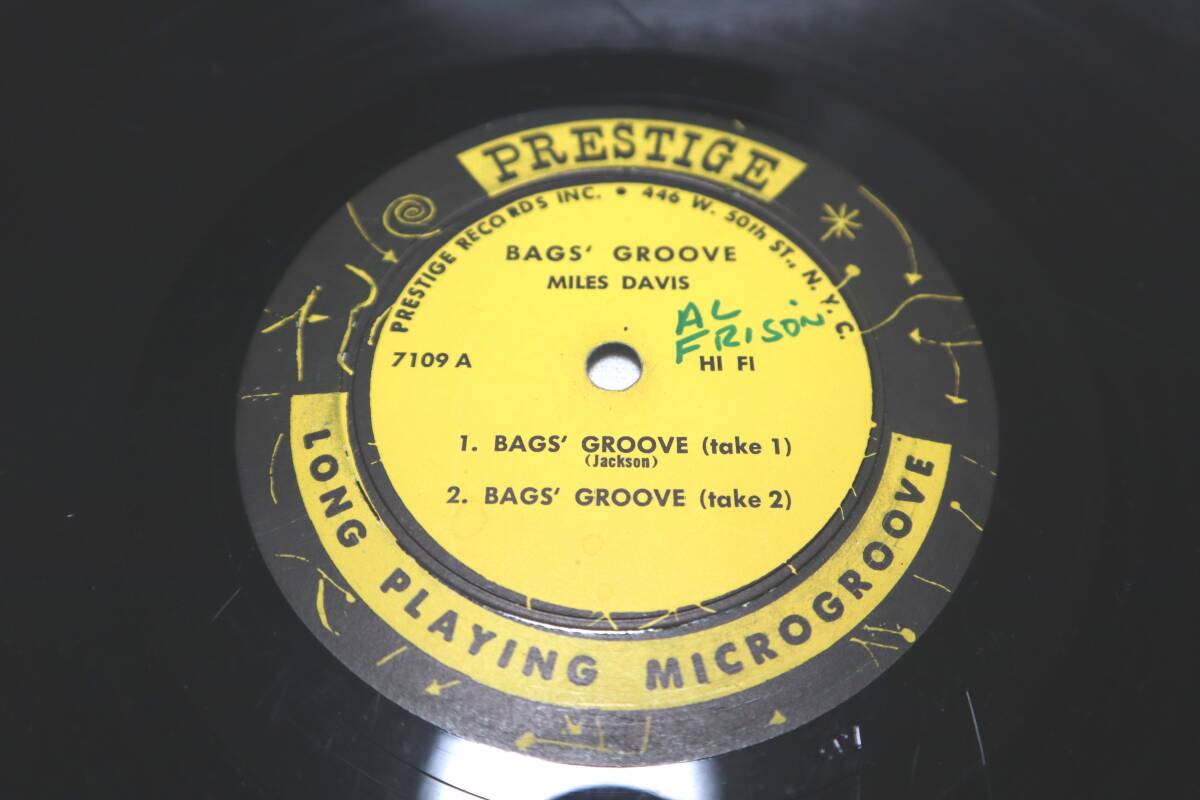 PRESTIGE
PRESTIGE RECORDS INC. • 446 W. 50th ST., N. Y. C.
BAGS' GROOVE
MILES DAVIS
AL
FRISON
7109 A
HI FI
1. BAGS' GROOVE (take 1)
(Jackson)
2. BAGS' GROOVE (take 2)
LONG PLAYING MICROGROOVE